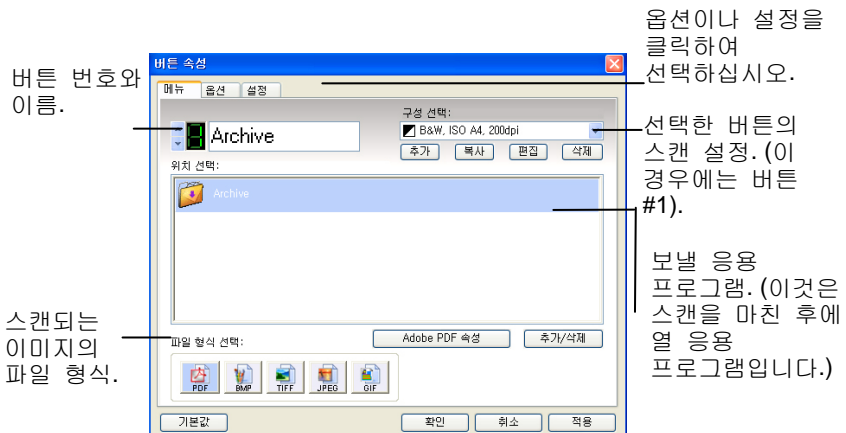 옵션이나 설정을
클릭하여
선택하십시오.
버튼 번호와
이름.
버튼 속성
메뉴 옵션 설정
구성 선택:
Archive
B&W, ISO A4, 200dpi
추가 복사 편집 삭제
위치 선택:
Archive
선택한 버튼의
스캔 설정. (이
경우에는 버튼
#1).
보낼 응용
프로그램. (이것은
스캔을 마친 후에
열 응용
프로그램입니다.)
스캔되는
이미지의
파일 형식.
파일 형식 선택:
Adobe PDF 속성 추가/삭제
PDF BMP TIFF JPEG GIF
기본값 확인 취소 적용